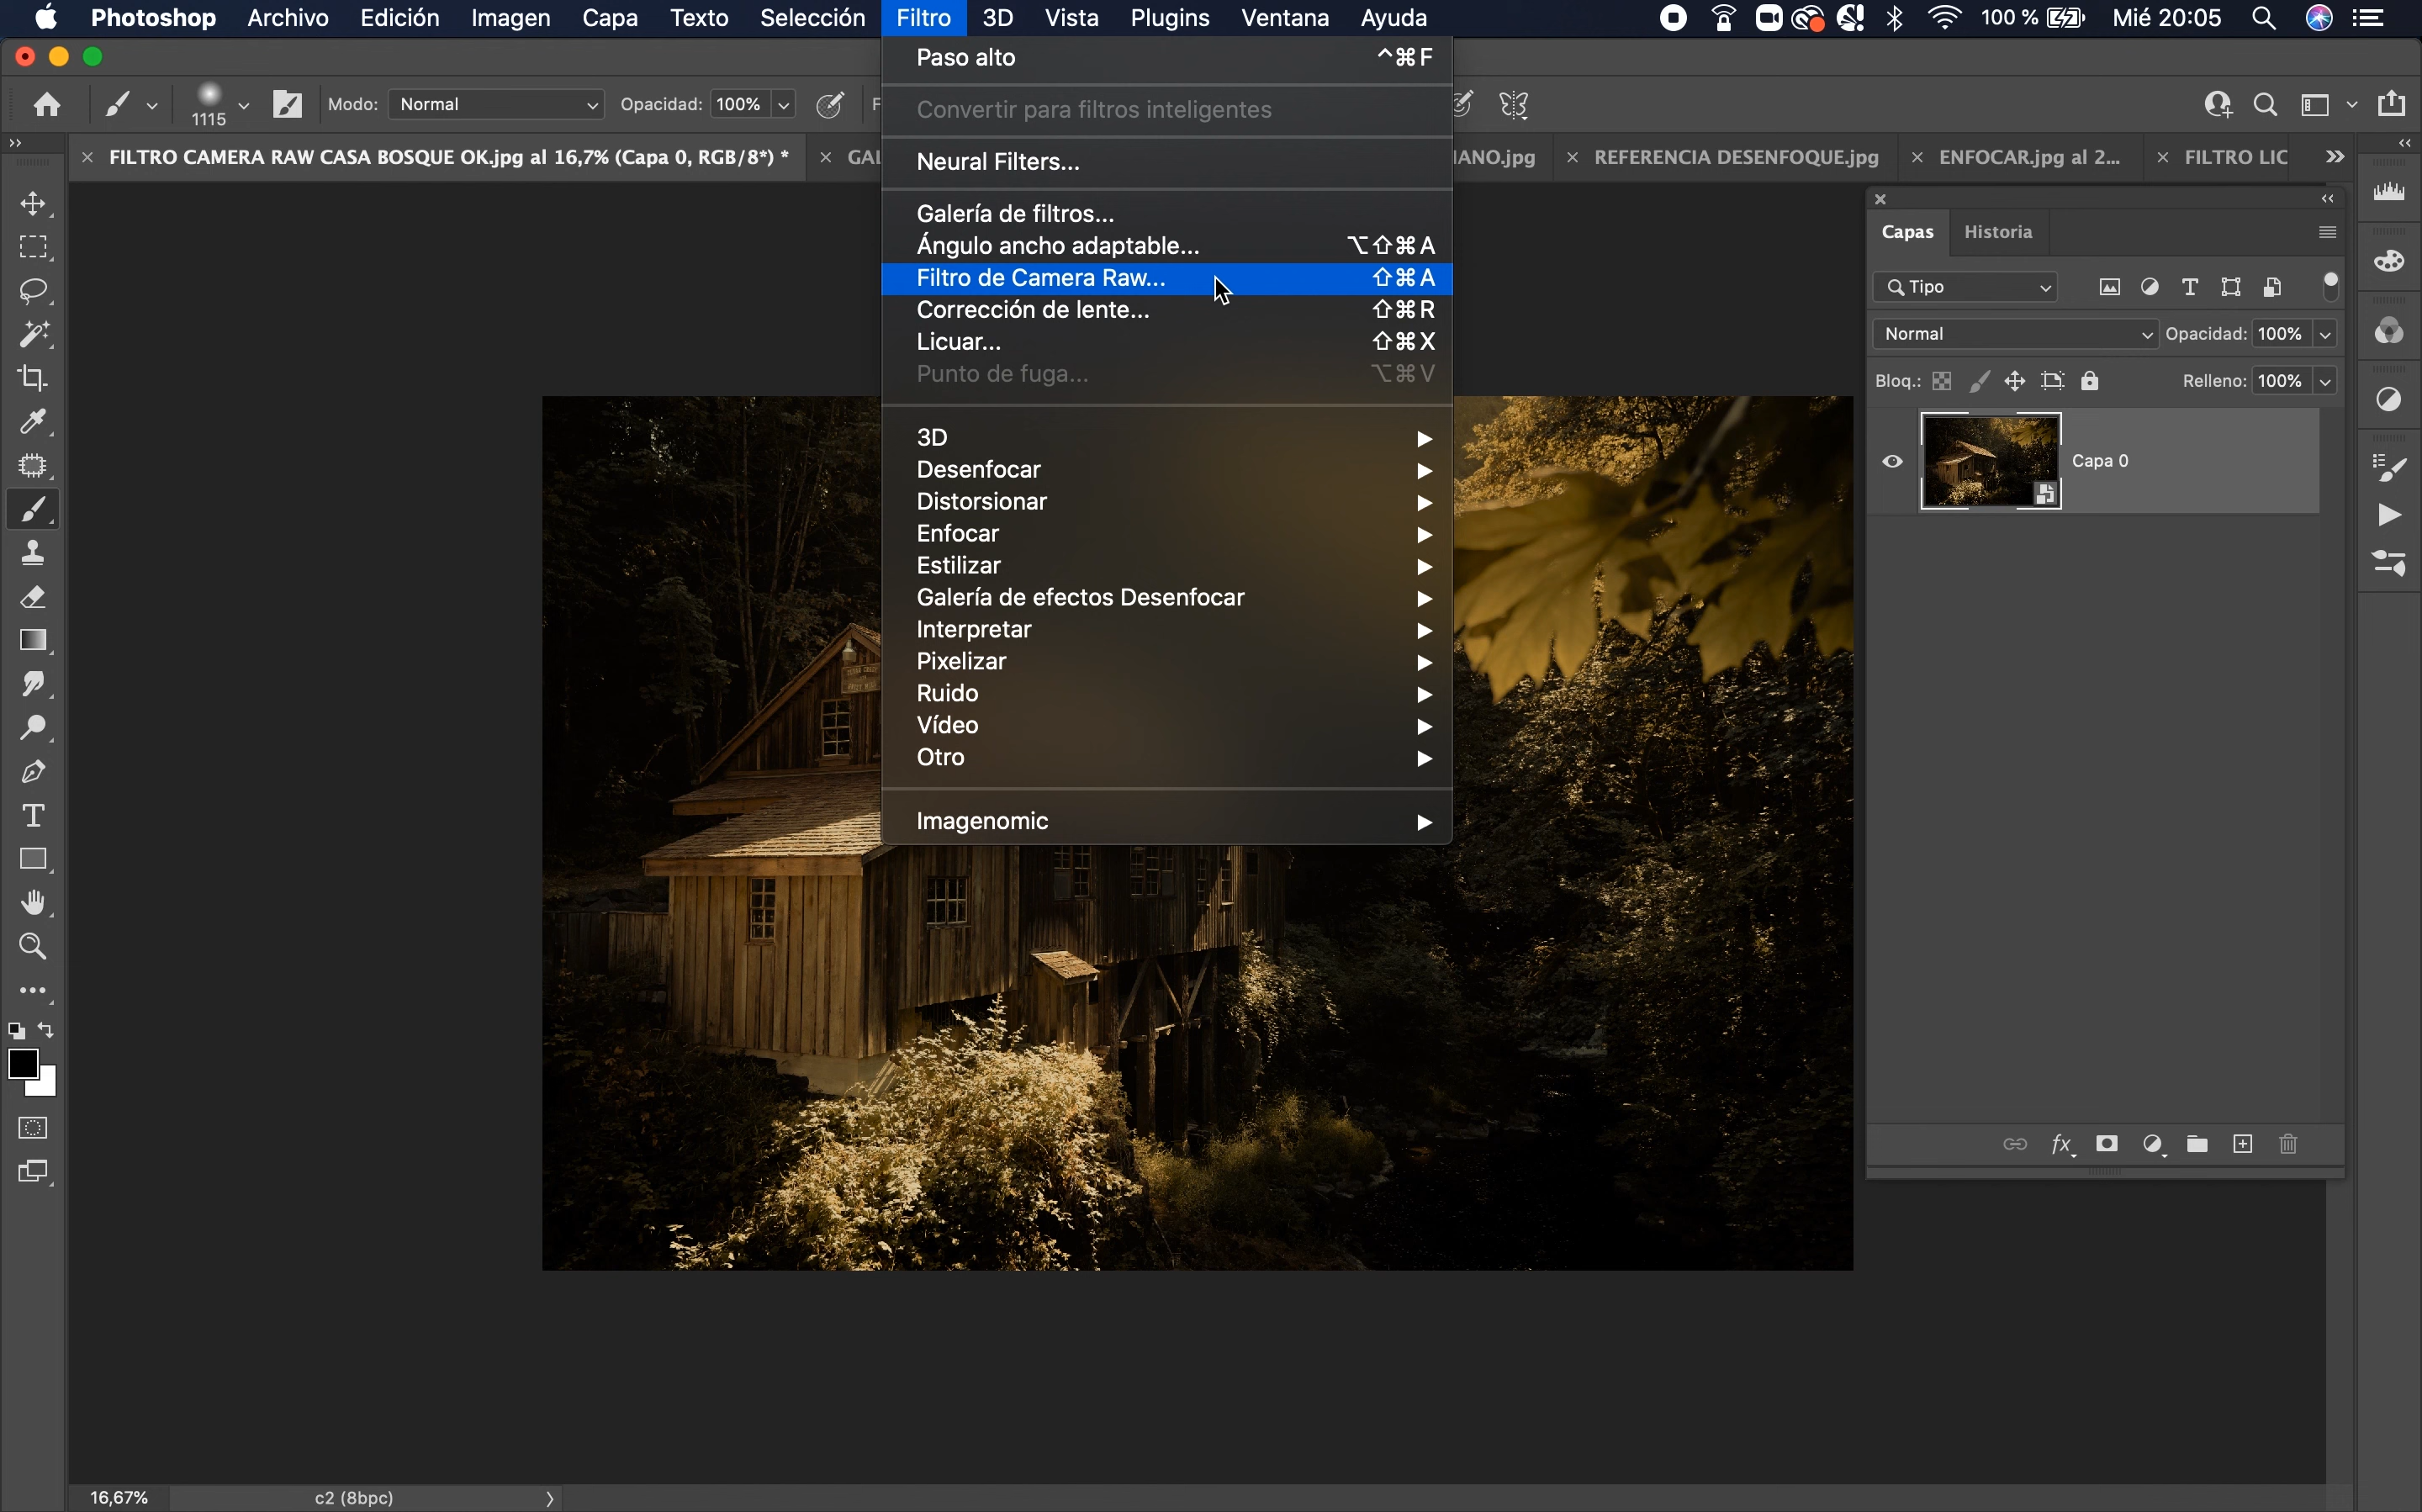 Photoshop Archivo Edición Imagen Capa Texto Selección Filtro 3D Vista Plugins Ventana Ayuda 100 % Mié 20:05
1115 Modo: Normal Opacidad: 100%
FILTRO CAMERA RAW CASA BOSQUE OK.jpg al 16,7% (Capa 0, RGB/8*) * REFERENCIA DESENFOQUE.jpg ENFOCAR.jpg al 2... FILTRO LIC
Paso alto ^⌘F
Convertir para filtros inteligentes
Neural Filters...
Galería de filtros...
Ángulo ancho adaptable... ⌥⇧⌘A
Filtro de Camera Raw... ⇧⌘A
Corrección de lente... ⇧⌘R
Licuar... ⇧⌘X
Punto de fuga... ⌥⌘V
3D
Desenfocar
Distorsionar
Enfocar
Estilizar
Galería de efectos Desenfocar
Interpretar
Pixelizar
Ruido
Vídeo
Otro
Imagenomic
Capas Historia
Tipo
Normal Opacidad: 100%
Bloq.: Relleno: 100%
Capa 0
fx
16,67% c2 (8bpc)